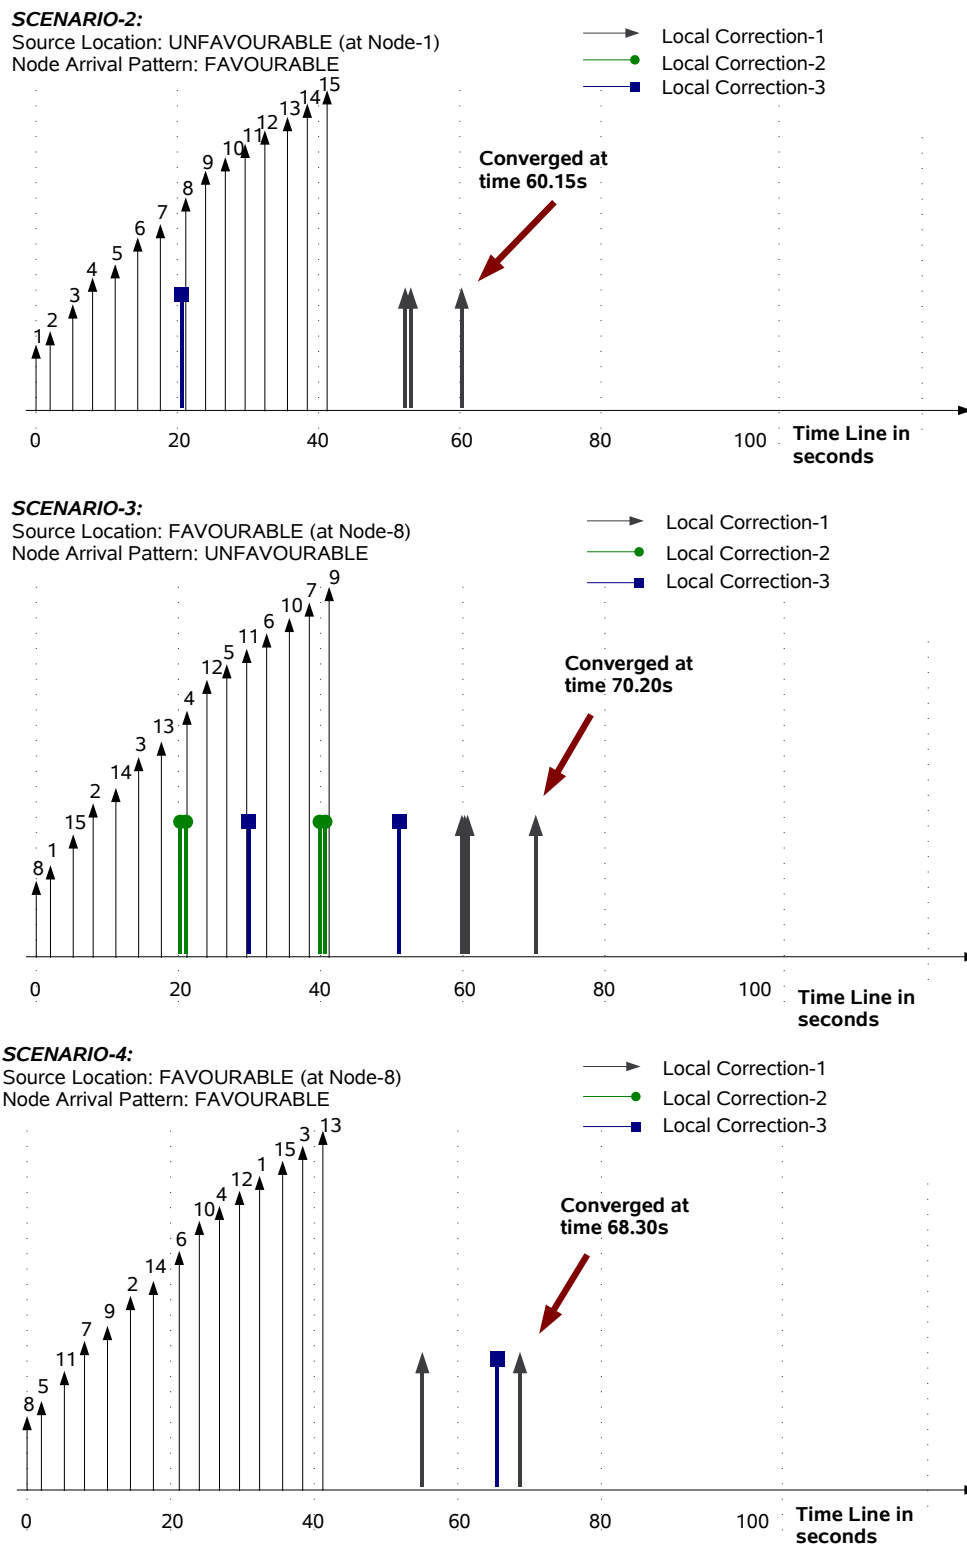 SCENARIO-2:
Source Location: UNFAVOURABLE (at Node-1)
Node Arrival Pattern: FAVOURABLE
Local Correction-1
Local Correction-2
Local Correction-3
1 2 3 4 5 6 7 8 9 10 11 12 13 14 15
Converged at
time 60.15s
0 20 40 60 80 100
Time Line in
seconds
SCENARIO-3:
Source Location: FAVOURABLE (at Node-8)
Node Arrival Pattern: UNFAVOURABLE
Local Correction-1
Local Correction-2
Local Correction-3
8 1 15 2 14 3 13 4 12 5 11 6 10 7 9
Converged at
time 70.20s
0 20 40 60 80 100
Time Line in
seconds
SCENARIO-4:
Source Location: FAVOURABLE (at Node-8)
Node Arrival Pattern: FAVOURABLE
Local Correction-1
Local Correction-2
Local Correction-3
8 5 11 7 9 2 14 6 10 4 12 1 15 3 13
Converged at
time 68.30s
0 20 40 60 80 100
Time Line in
seconds